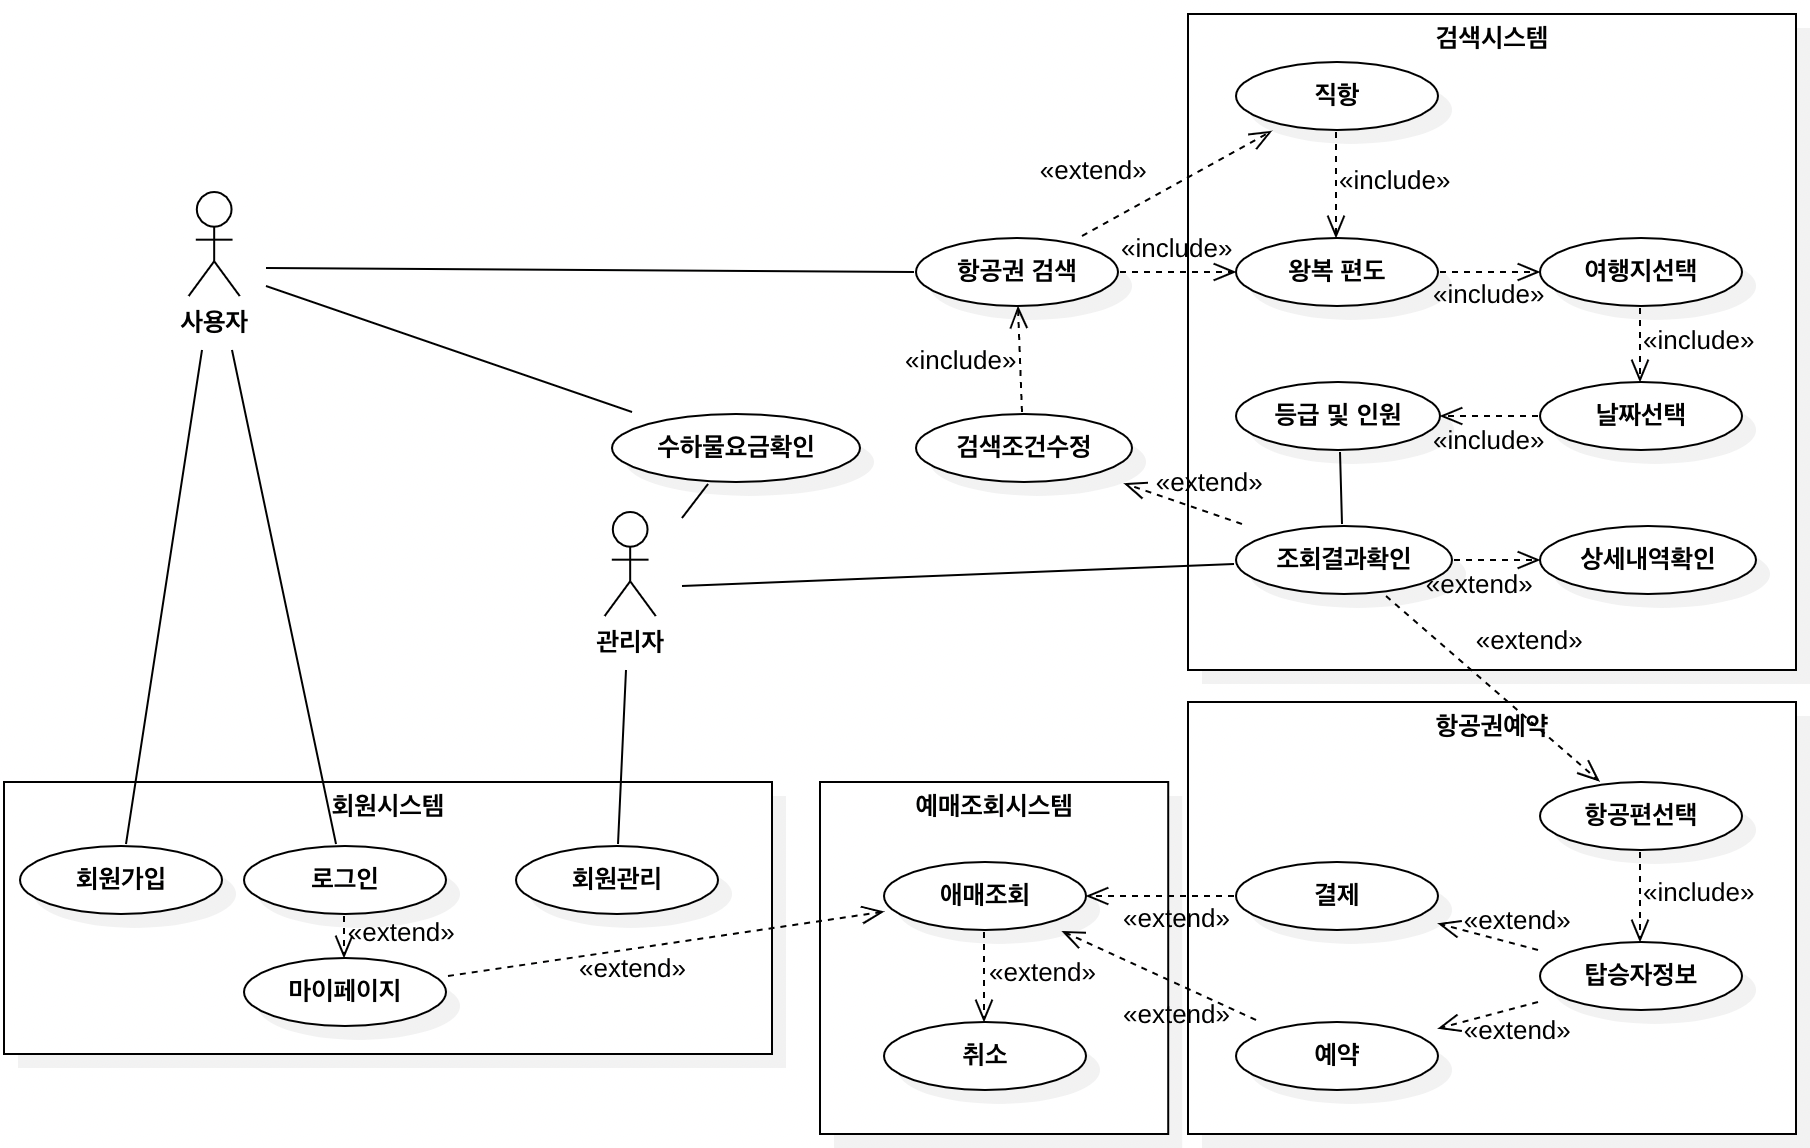 검색시스템
직항
«extend»
«include»
사용자
항공권 검색
«include»
왕복 편도
«include»
여행지선택
«include»
«include»
수하물요금확인
검색조건수정
등급 및 인원
«include»
날짜선택
«extend»
관리자
조회결과확인
«extend»
상세내역확인
«extend»
항공권예약
회원시스템
예매조회시스템
항공편선택
회원가입
로그인
회원관리
애매조회
«extend»
결제
«include»
«extend»
«extend»
마이페이지
«extend»
«extend»
탑승자정보
«extend»
«extend»
취소
예약